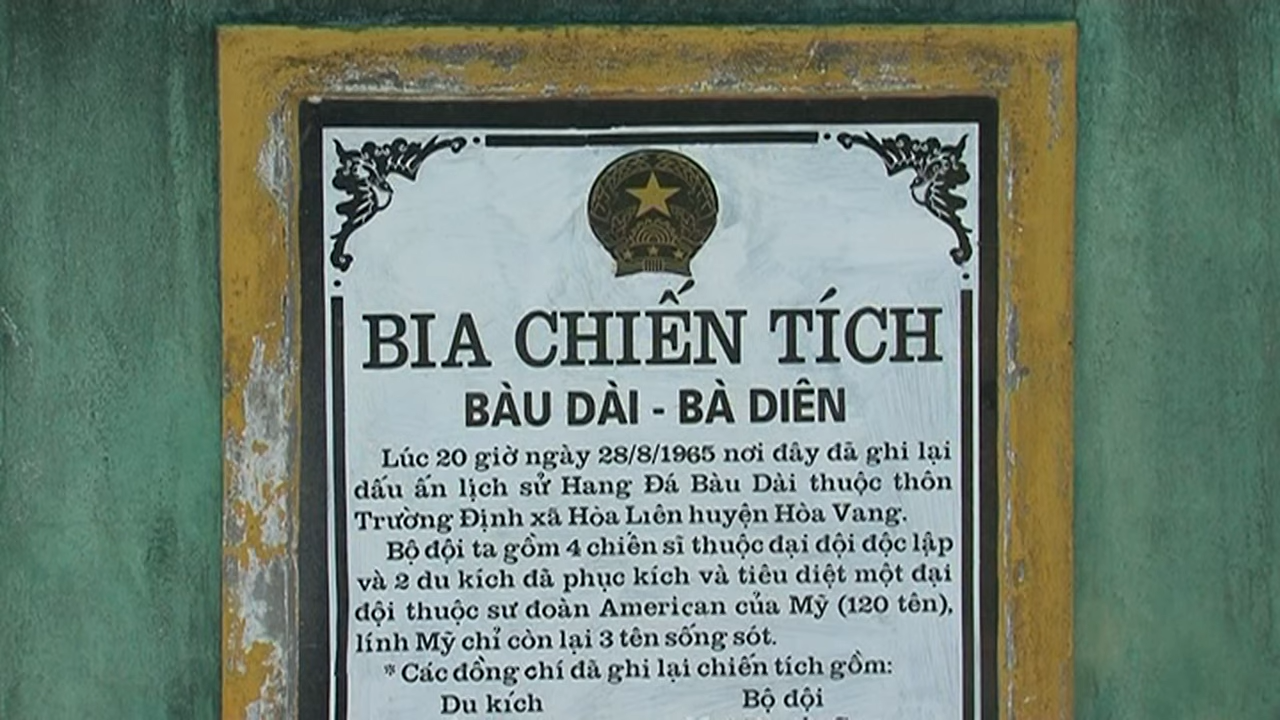 BIA CHIẾN TÍCH
BÀU DÀI - BÀ DIÊN
Lúc 20 giờ ngày 28/8/1965 nơi đây đã ghi lại
dấu ấn lịch sử Hang Đá Bàu Dài thuộc thôn
Trường Định xã Hòa Liên huyện Hòa Vang.
Bộ đội ta gồm 4 chiến sĩ thuộc đại đội độc lập
và 2 du kích đã phục kích và tiêu diệt một đại
đội thuộc sư đoàn American của Mỹ (120 tên),
lính Mỹ chỉ còn lại 3 tên sống sót.
* Các đồng chí đã ghi lại chiến tích gồm:
Du kích Bộ đội